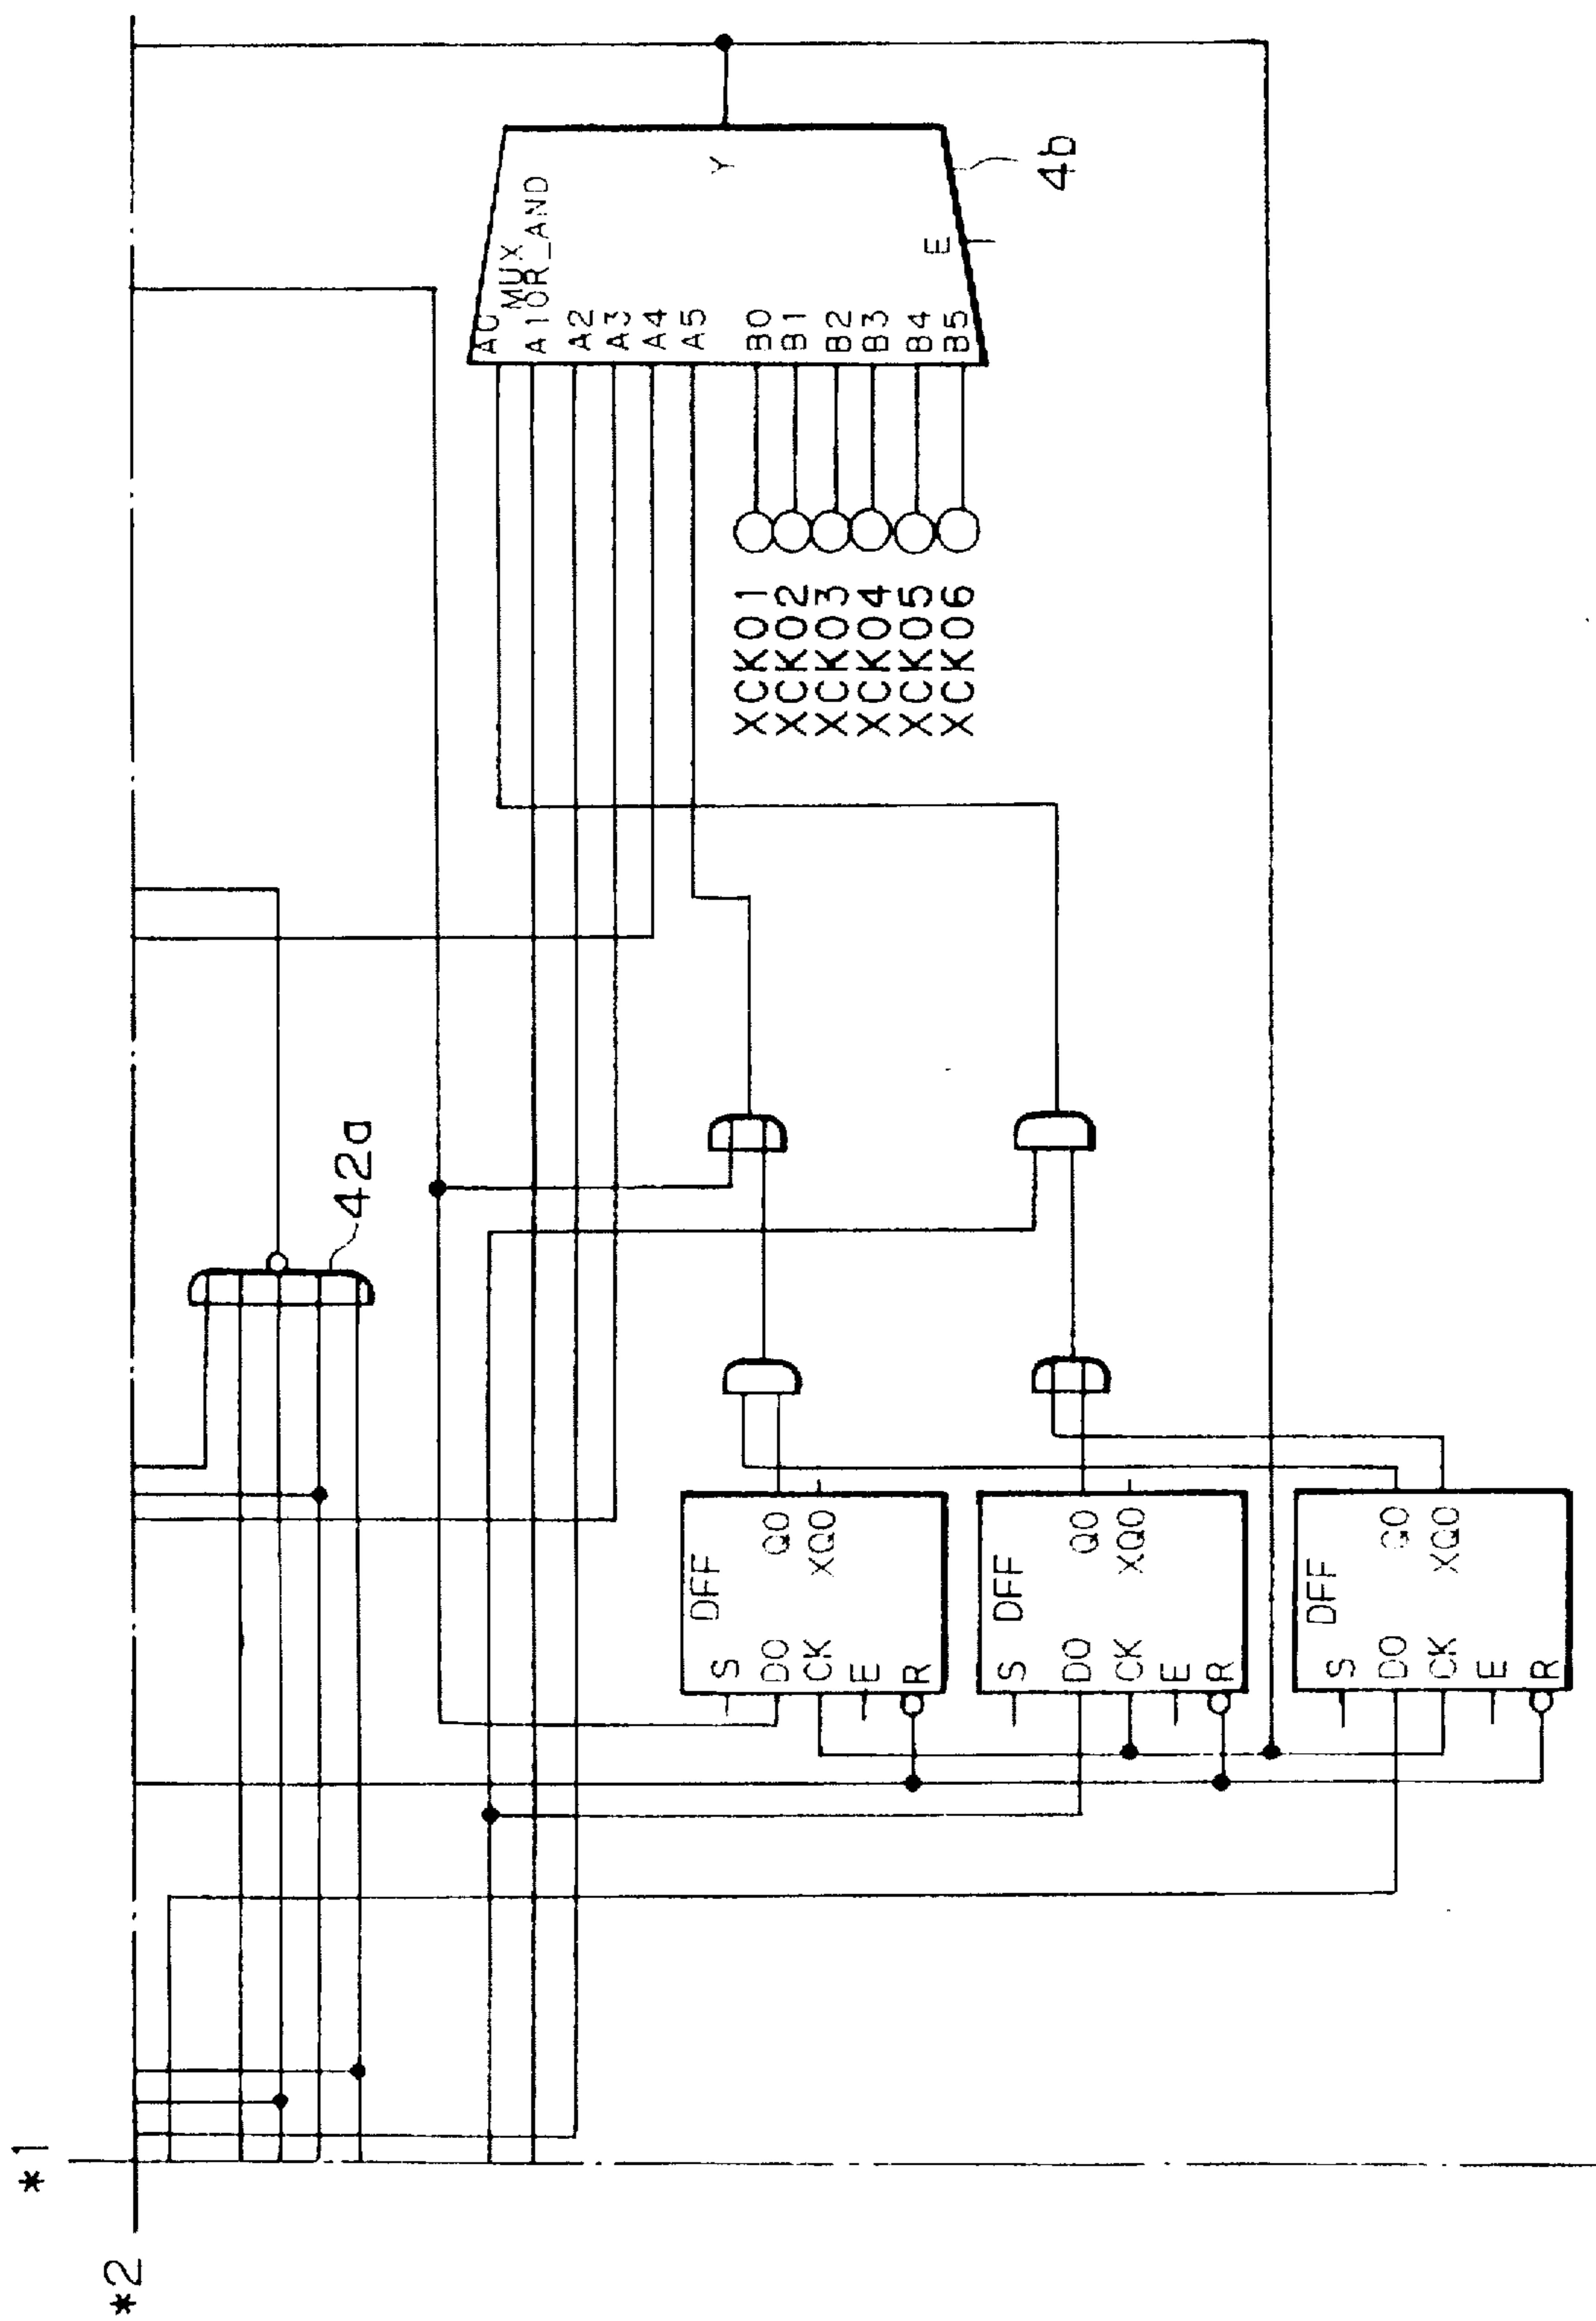 *1
*2
42a
MUX
OR_AND
A0
A1
A2
A3
A4
A5
B0
B1
B2
B3
B4
B5
Y
E
4b
XCK01
XCK02
XCK03
XCK04
XCK05
XCK06
DFF
S
D0
CK
E
R
Q0
XQ0
DFF
S
D0
CK
E
R
Q0
XQ0
DFF
S
D0
CK
E
R
Q0
XQ0